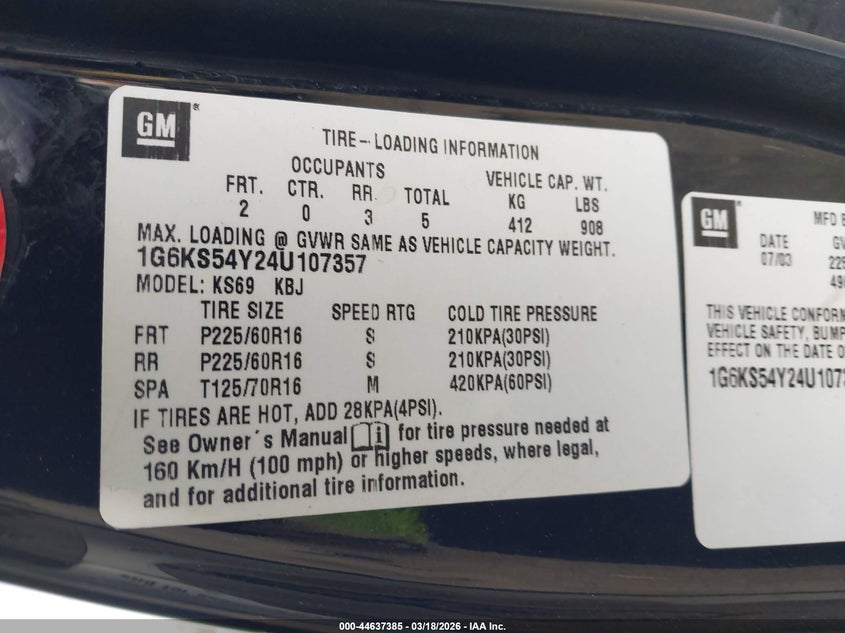 GM
TIRE-LOADING INFORMATION
OCCUPANTS VEHICLE CAP. WT.
FRT. CTR. RR. TOTAL KG LBS
2 0 3 5 412 908
MAX. LOADING @ GVWR SAME AS VEHICLE CAPACITY WEIGHT.
1G6KS54Y24U107357
MODEL: KS69 KBJ
TIRE SIZE SPEED RTG COLD TIRE PRESSURE
FRT P225/60R16 S 210KPA(30PSI)
RR P225/60R16 S 210KPA(30PSI)
SPA T125/70R16 M 420KPA(60PSI)
IF TIRES ARE HOT, ADD 28KPA(4PSI).
See Owner's Manual for tire pressure needed at
160 Km/H (100 mph) or higher speeds, where legal,
and for additional tire information.
GM
MFD B
DATE GV
07/03 225
490
THIS VEHICLE CONFORM
VEHICLE SAFETY, BUMP
EFFECT ON THE DATE O
1G6KS54Y24U1073
000-44637385 - 03/18/2026 - IAA Inc.